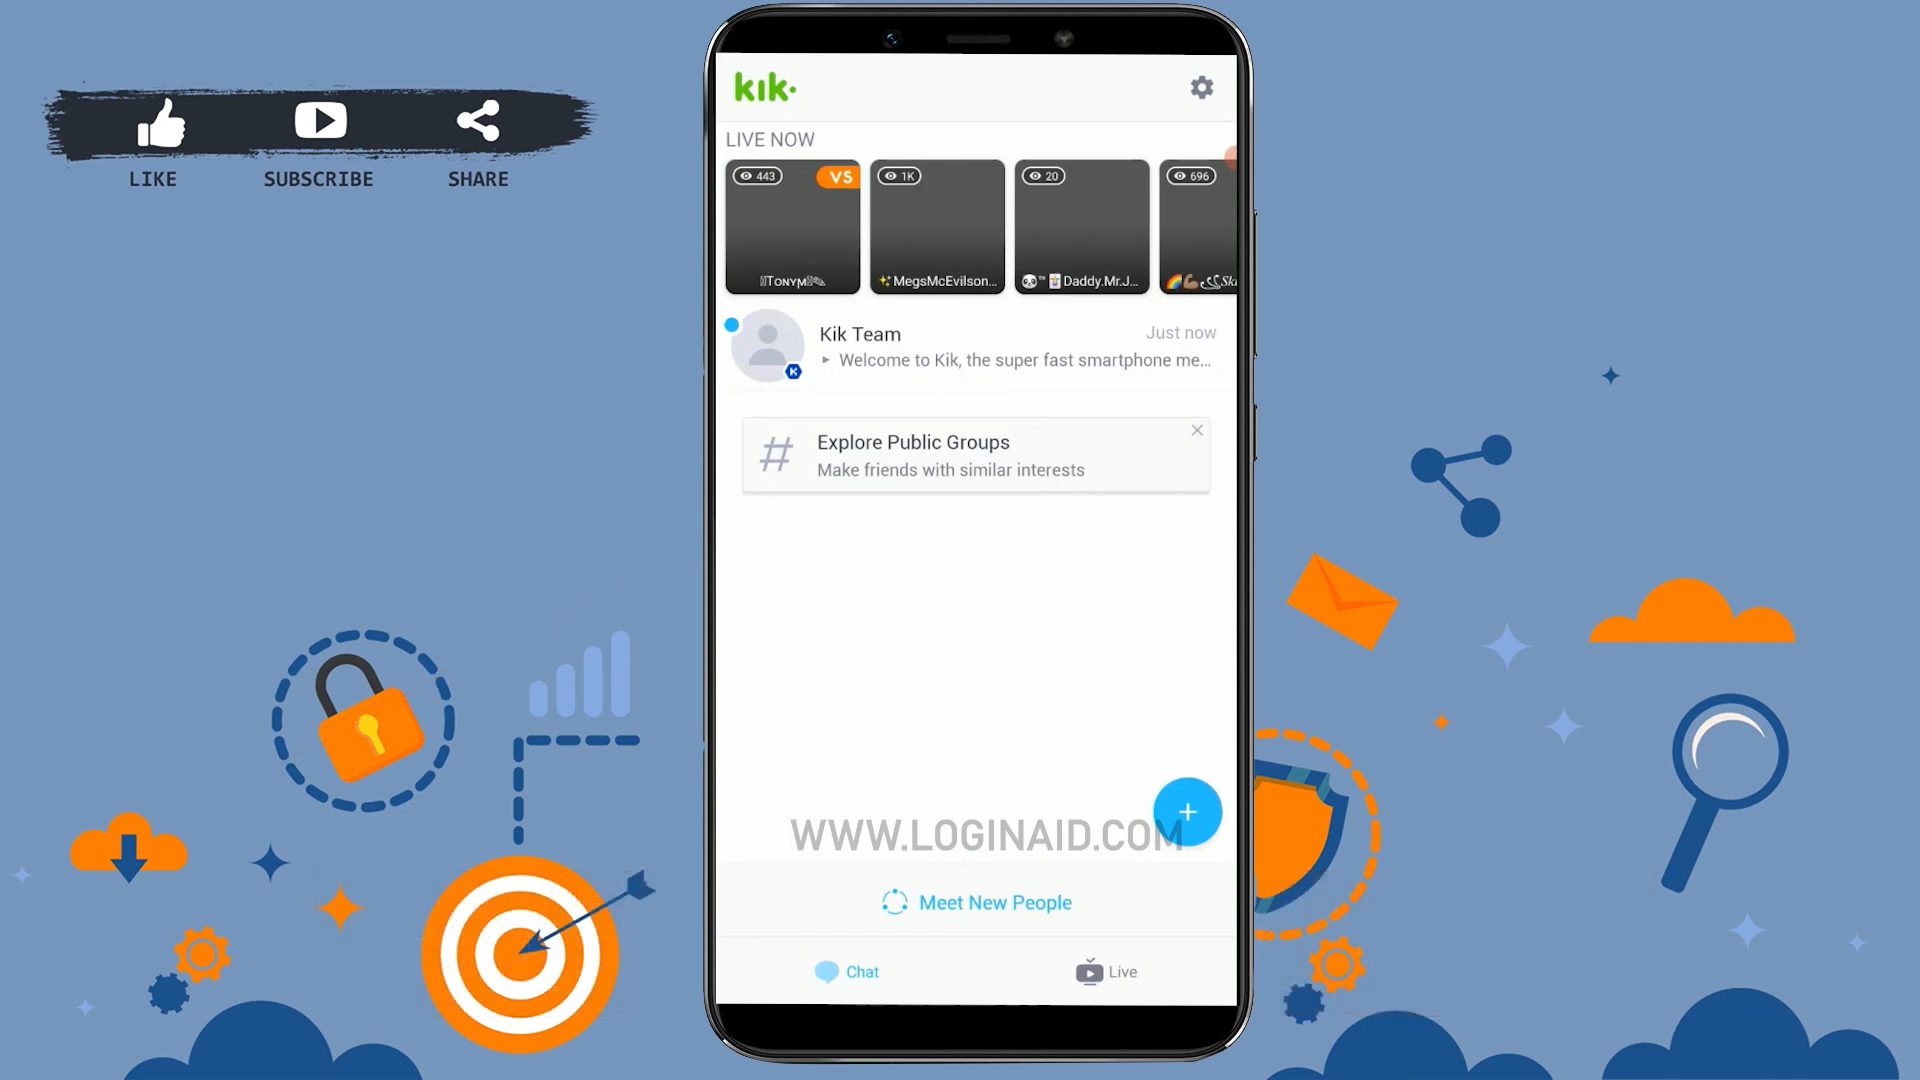 LIKE SUBSCRIBE SHARE
kik.
LIVE NOW
443 VS 1K 20 696
TONYM MegsMcEvilson... Daddy.Mr.J...
Kik Team Just now
Welcome to Kik, the super fast smartphone me...
Explore Public Groups
Make friends with similar interests
WWW.LOGINAID.COM
Meet New People
Chat Live